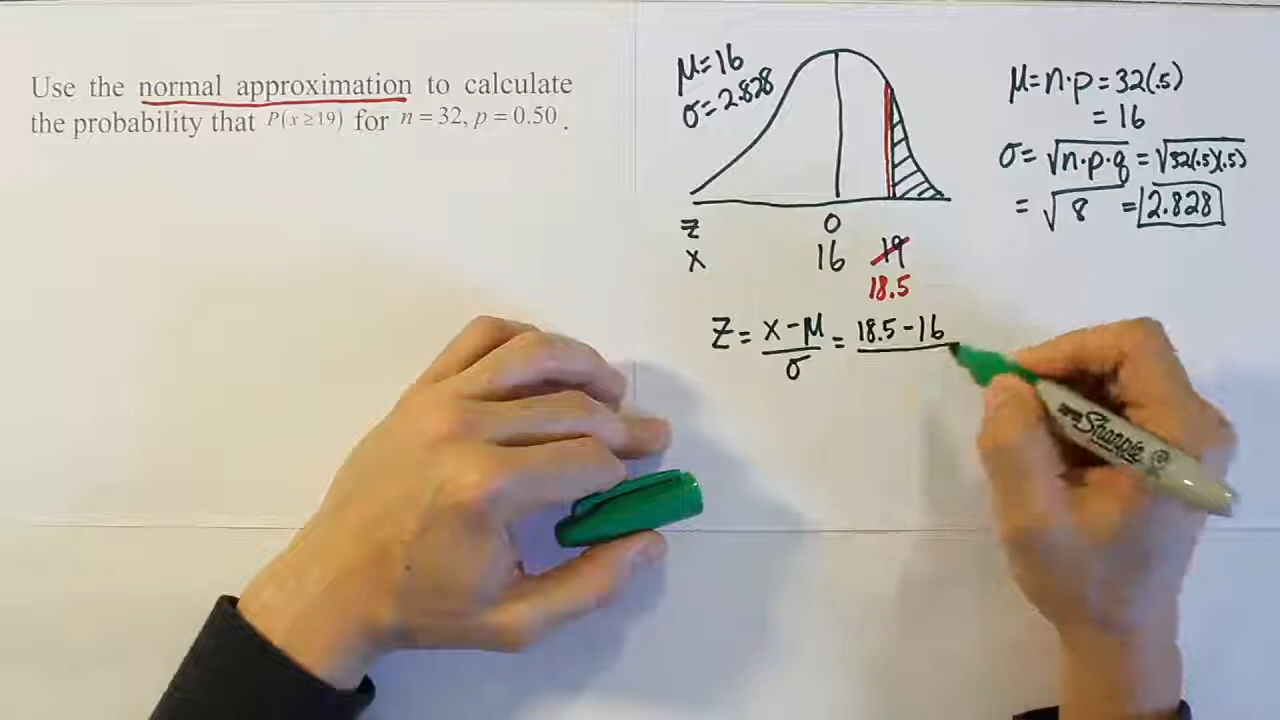 Use the normal approximation to calculate
the probability that P(x ≥ 19) for n = 32, p = 0.50 .
μ=16
σ=2.828
z 0
x 16 19
18.5
z = x-μ/σ = 18.5-16
μ=n·p = 32(.5)
= 16
σ= √n·p·q = √32(.5)(.5)
= √8 = 2.828
Sharpie